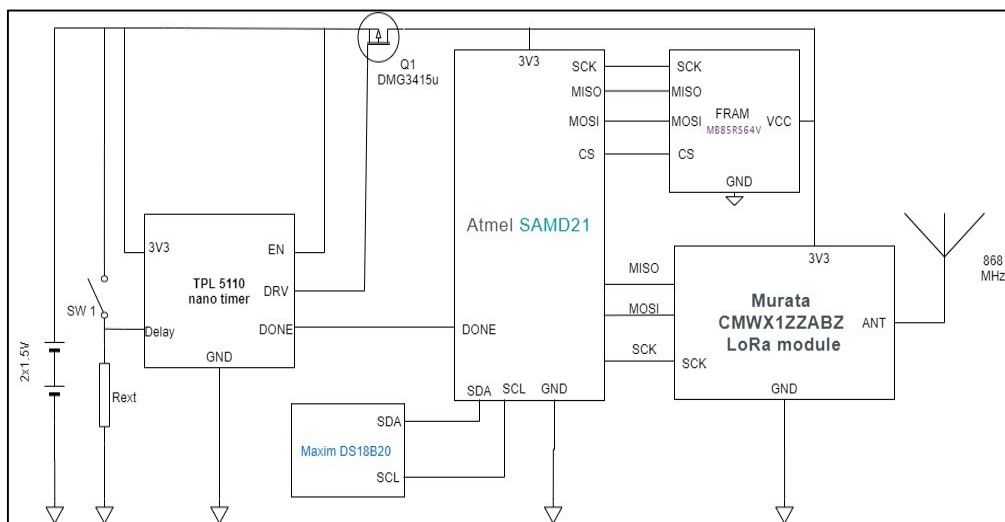 Q1
DMG3415u
3V3
SCK
MISO
MOSI
CS
SCK
MISO
MOSI
CS
FRAM
MB85RS64V
VCC
GND
Atmel SAMD21
3V3
EN
DRV
DONE
Delay
GND
TPL 5110
nano timer
SW 1
2x1.5V
Rext
DONE
SDA
SCL
GND
SDA
SCL
Maxim DS18B20
MISO
MOSI
SCK
SCK
3V3
Murata
CMWX1ZZABZ
LoRa module
ANT
GND
868
MHz